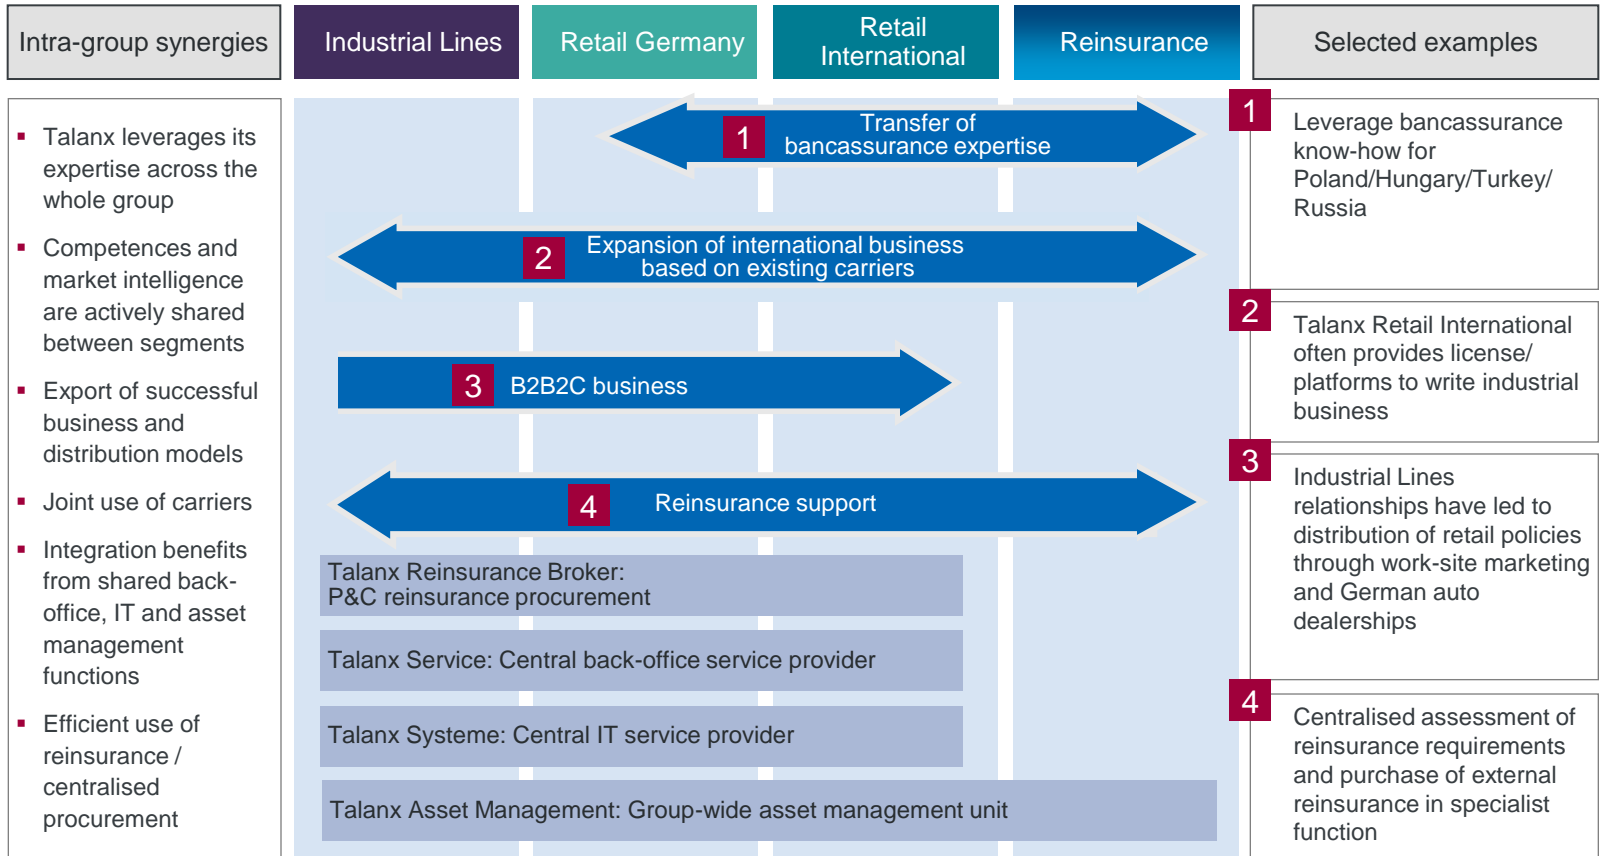 Intra-group synergies
Industrial Lines
Retail Germany
Retail
International
Reinsurance
Selected examples
Talanx leverages its
expertise across the
whole group
Competences and
market intelligence
are actively shared
between segments
Export of successful
business and
distribution models
Joint use of carriers
Integration benefits
from shared back-
office, IT and asset
management
functions
Efficient use of
reinsurance /
centralised
procurement
1
Transfer of
bancassurance expertise
2
Expansion of international business
based on existing carriers
3
B2B2C business
4
Reinsurance support
Talanx Reinsurance Broker:
P&C reinsurance procurement
Talanx Service: Central back-office service provider
Talanx Systeme: Central IT service provider
Talanx Asset Management: Group-wide asset management unit
1
Leverage bancassurance
know-how for
Poland/Hungary/Turkey/
Russia
2
Talanx Retail International
often provides license/
platforms to write industrial
business
3
Industrial Lines
relationships have led to
distribution of retail policies
through work-site marketing
and German auto
dealerships
4
Centralised assessment of
reinsurance requirements
and purchase of external
reinsurance in specialist
function